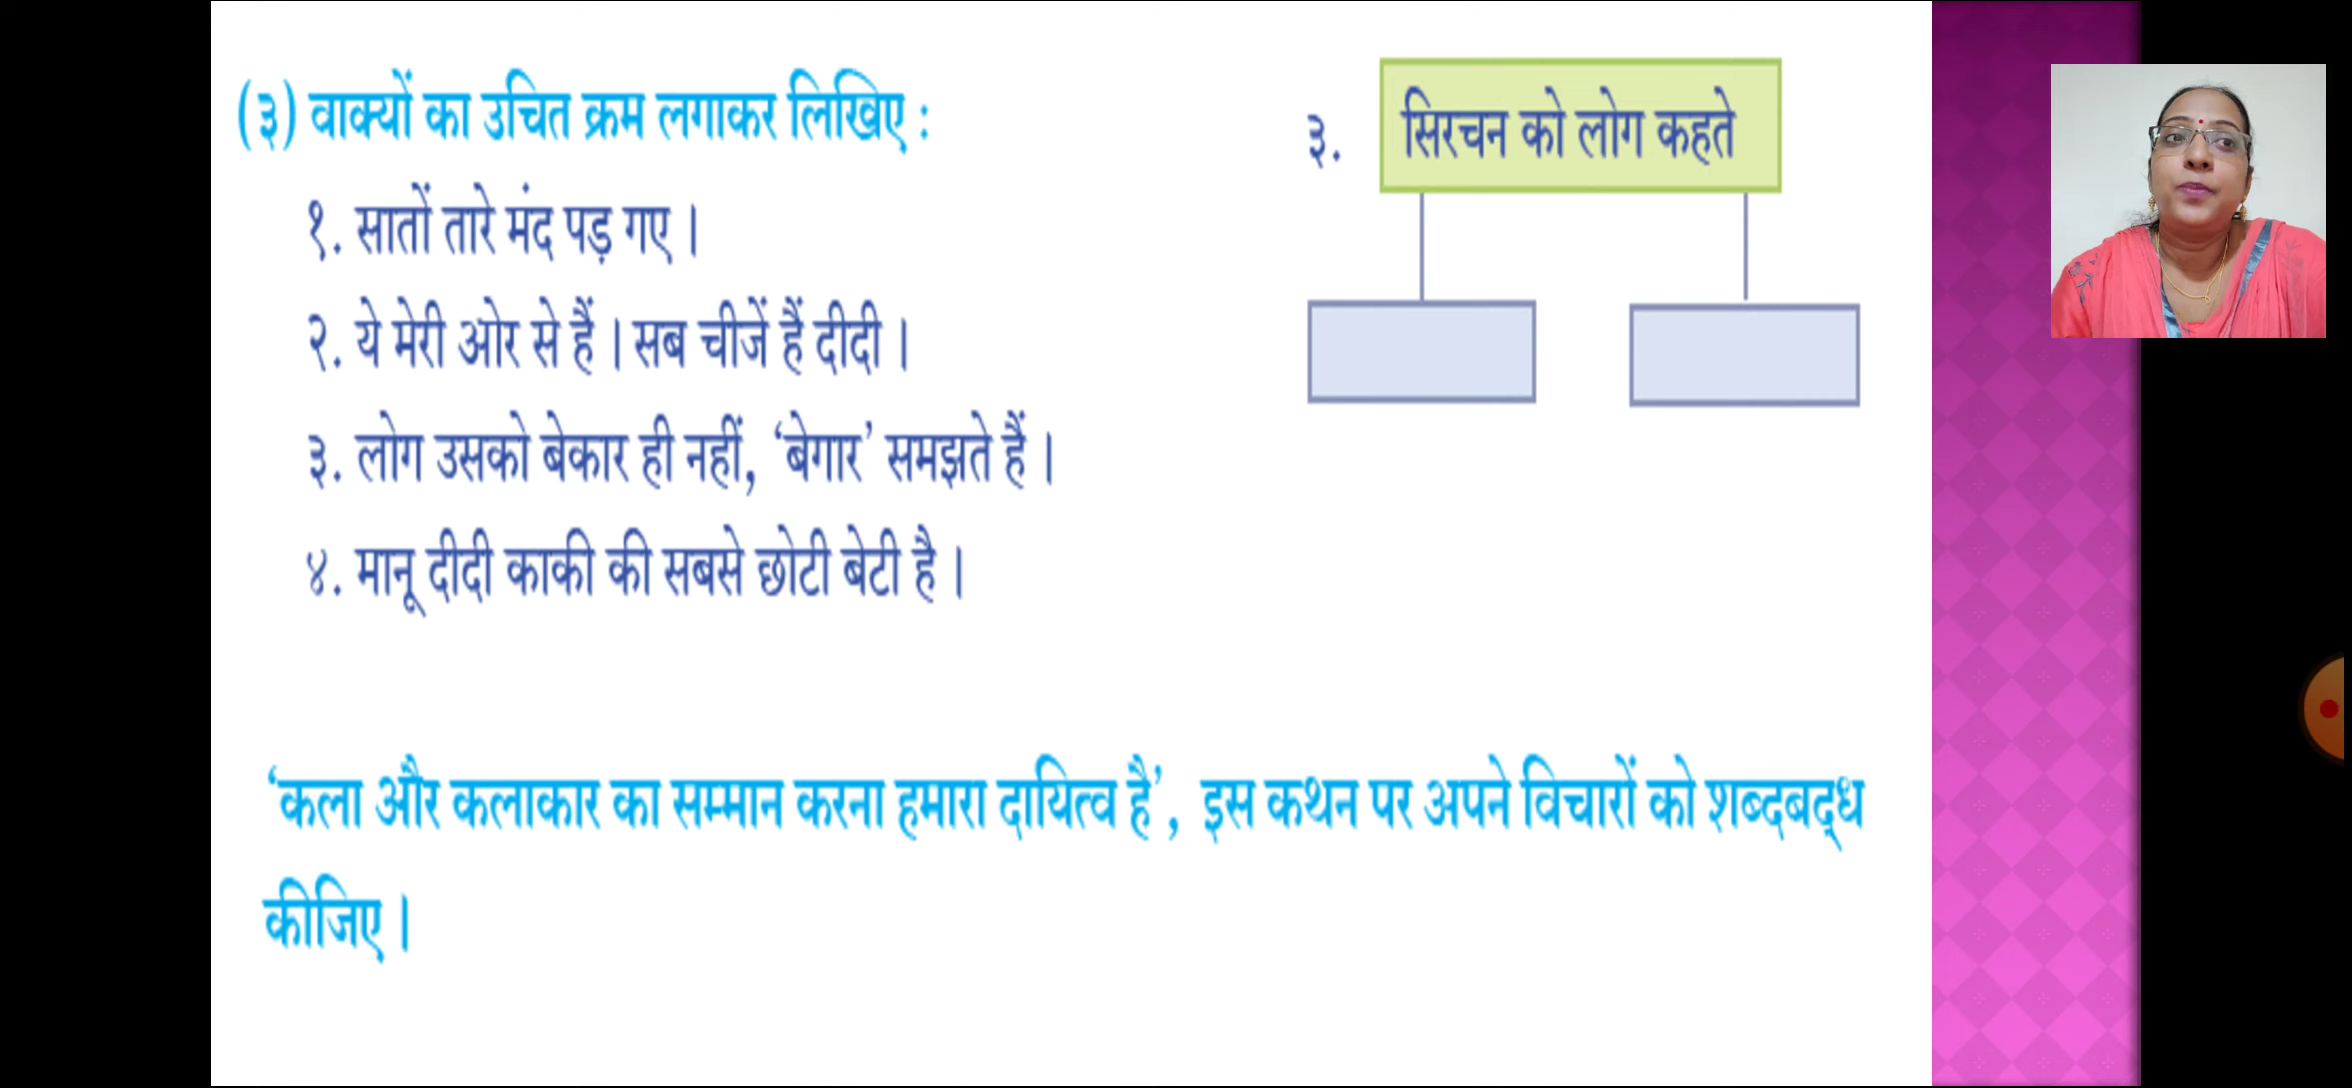 (३) वाक्यों का उचित क्रम लगाकर लिखिए :
१. सातों तारे मंद पड़ गए ।
२. ये मेरी ओर से हैं । सब चीजें हैं दीदी ।
३. लोग उसको बेकार ही नहीं, ‘बेगार’ समझते हैं ।
४. मानू दीदी काकी की सबसे छोटी बेटी है ।
३. सिरचन को लोग कहते
‘कला और कलाकार का सम्मान करना हमारा दायित्व है’, इस कथन पर अपने विचारों को शब्दबद्ध
कीजिए ।